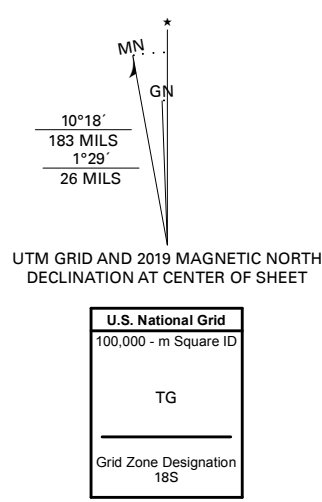 ★
MN
GN
10°18´
183 MILS
1°29´
26 MILS
UTM GRID AND 2019 MAGNETIC NORTH
DECLINATION AT CENTER OF SHEET
U.S. National Grid
100,000 - m Square ID
TG
Grid Zone Designation
18S